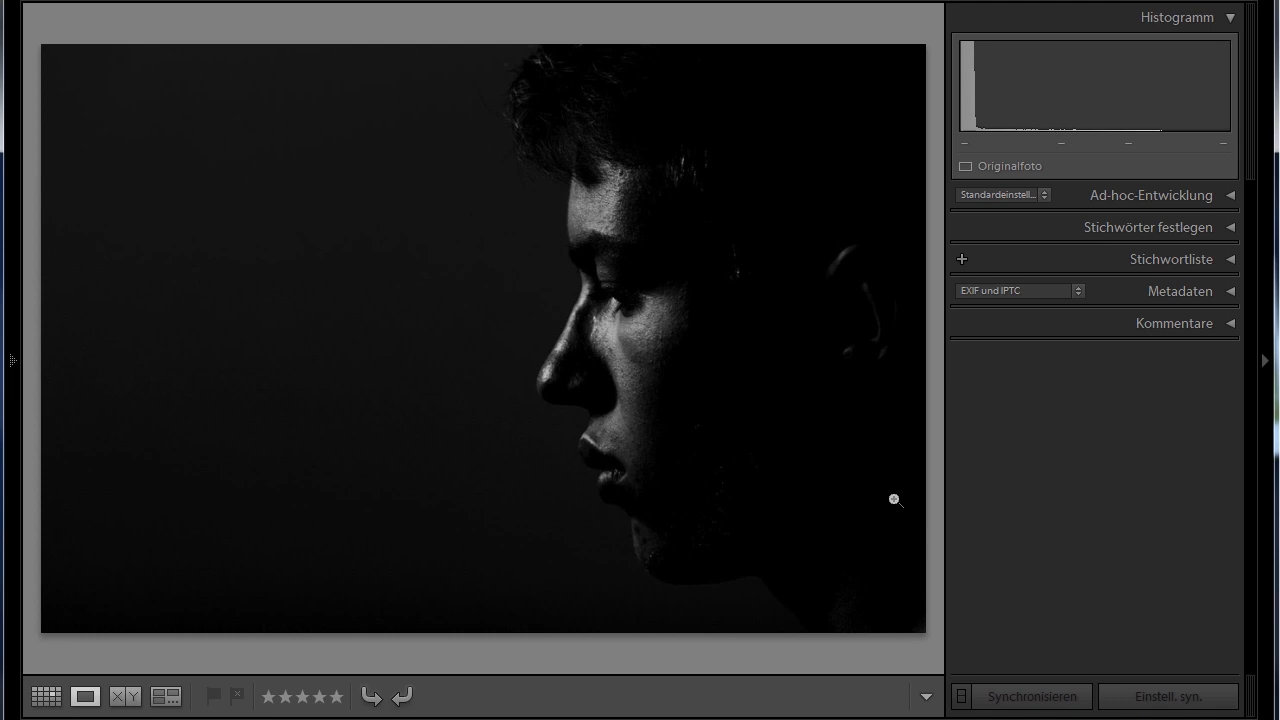 Histogramm
Originalfoto
Standardeinstell...
Ad-hoc-Entwicklung
Stichwörter festlegen
Stichwortliste
EXIF und IPTC
Metadaten
Kommentare
X Y
Synchronisieren
Einstell. syn.